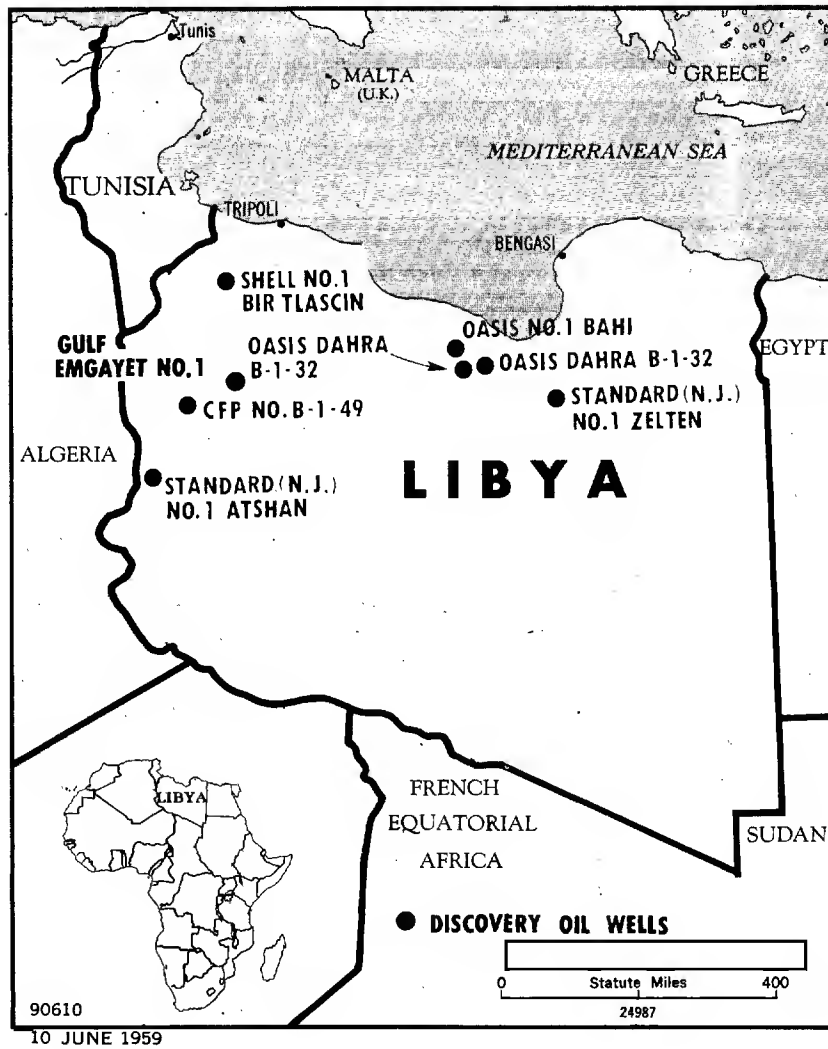 Tunis
MALTA
(U.K.)
GREECE
MEDITERRANEAN SEA
TUNISIA
TRIPOLI
BENGASI
SHELL NO.1
BIR TLASCIN
GULF
EMGAYET NO.1
OASIS DAHRA
B-1-32
OASIS NO.1 BAHI
OASIS DAHRA B-1-32
EGYPT
CFP NO. B-1-49
STANDARD (N.J.)
NO.1 ZELTEN
ALGERIA
STANDARD (N.J.)
NO.1 ATSHAN
LIBYA
LIBYA
FRENCH
EQUATORIAL
AFRICA
SUDAN
DISCOVERY OIL WELLS
0 Statute Miles 400
24987
90610
10 JUNE 1959